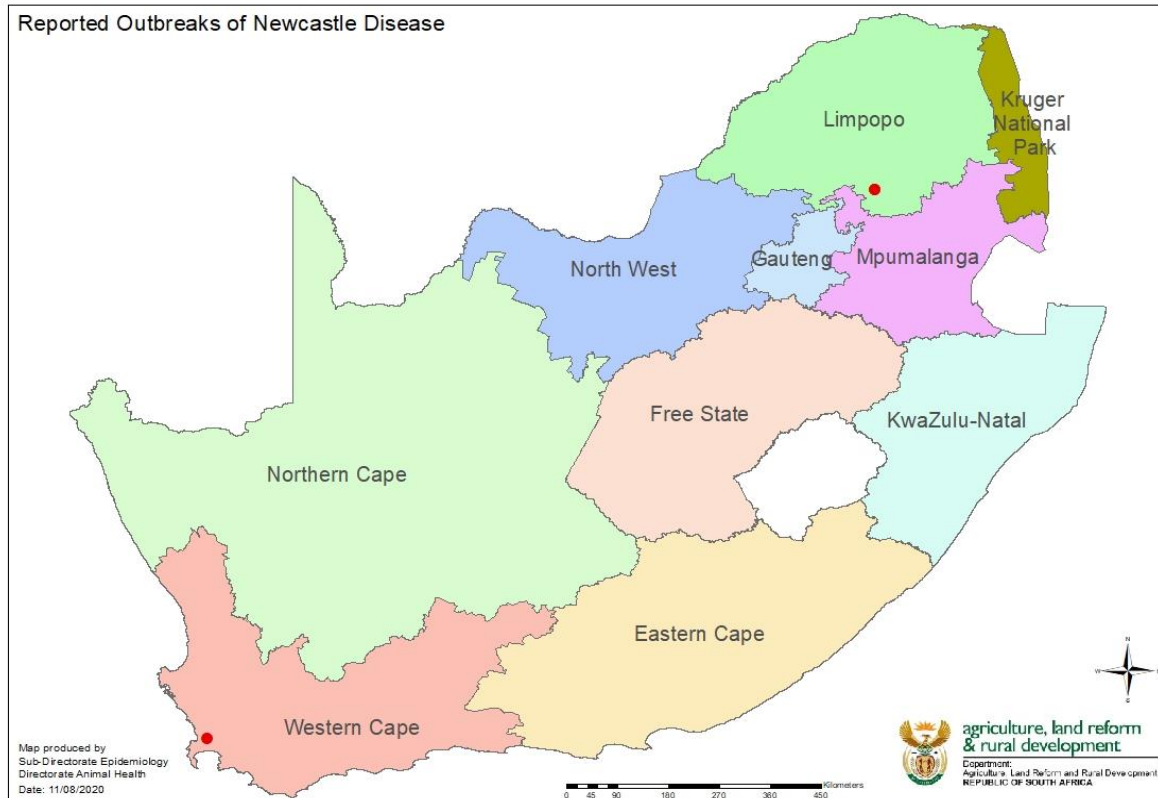 Reported Outbreaks of Newcastle Disease
Limpopo
Kruger
National
Park
North West
Gauteng
Mpumalanga
Free State
KwaZulu-Natal
Northern Cape
Eastern Cape
Western Cape
N
W
S
Map produced by
Sub-Directorate Epidemiology
Directorate Animal Health
Date: 11/08/2020
Kilometers
0 45 90 180 270 360 450
agriculture, land reform
& rural development
Department:
Agriculture, Land Reform and Rural Development
REPUBLIC OF SOUTH AFRICA